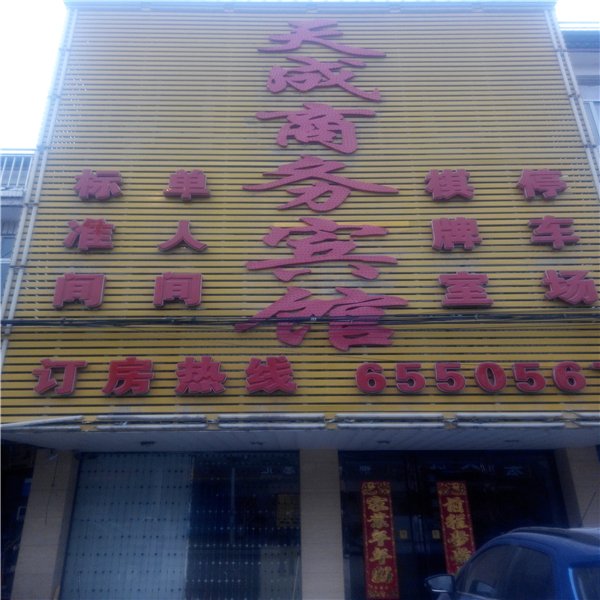 天成商务宾馆
标准间
单人间
棋牌室
停车场
订房热线 655056